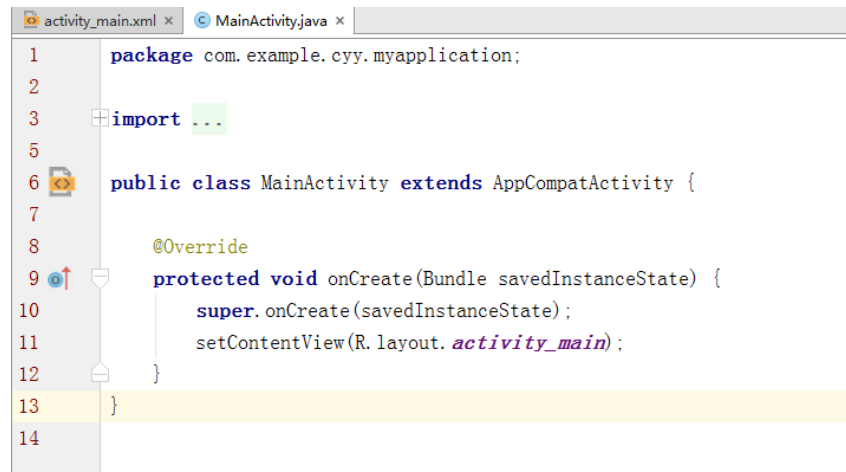 activity_main.xml × MainActivity.java ×
1 package com.example.cyy.myapplication;
2
3 import ...
5
6 public class MainActivity extends AppCompatActivity {
7
8 @Override
9 protected void onCreate(Bundle savedInstanceState) {
10 super.onCreate(savedInstanceState);
11 setContentView(R.layout.activity_main);
12 }
13 }
14